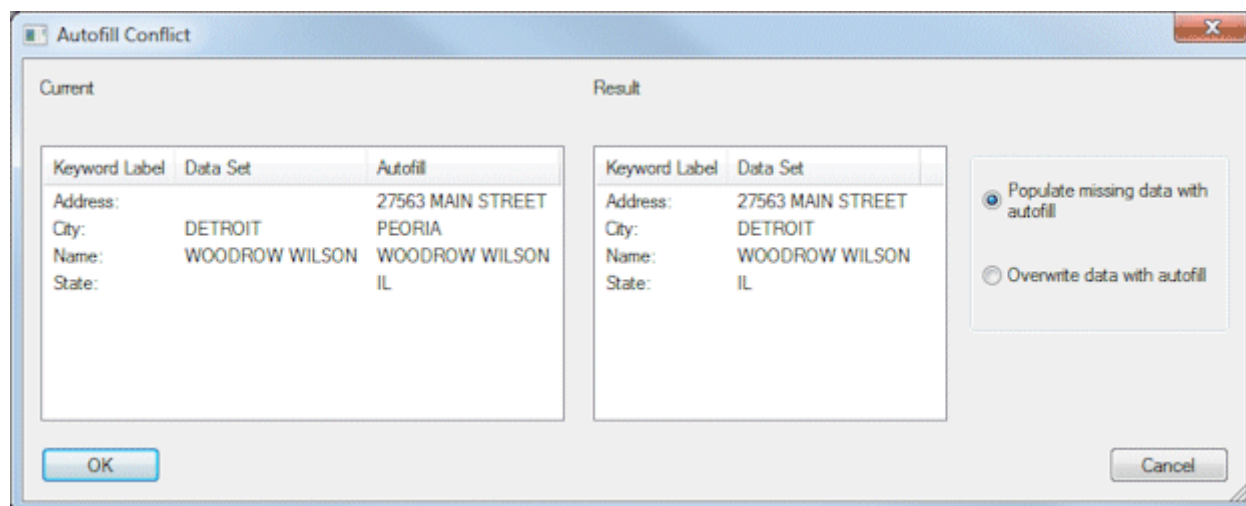 Autofill Conflict
Current
Result
Keyword Label Data Set Autofill
Address: 27563 MAIN STREET
City: DETROIT PEORIA
Name: WOODROW WILSON WOODROW WILSON
State: IL
Keyword Label Data Set
Address: 27563 MAIN STREET
City: DETROIT
Name: WOODROW WILSON
State: IL
Populate missing data with
autofill
Overwrite data with autofill
OK
Cancel